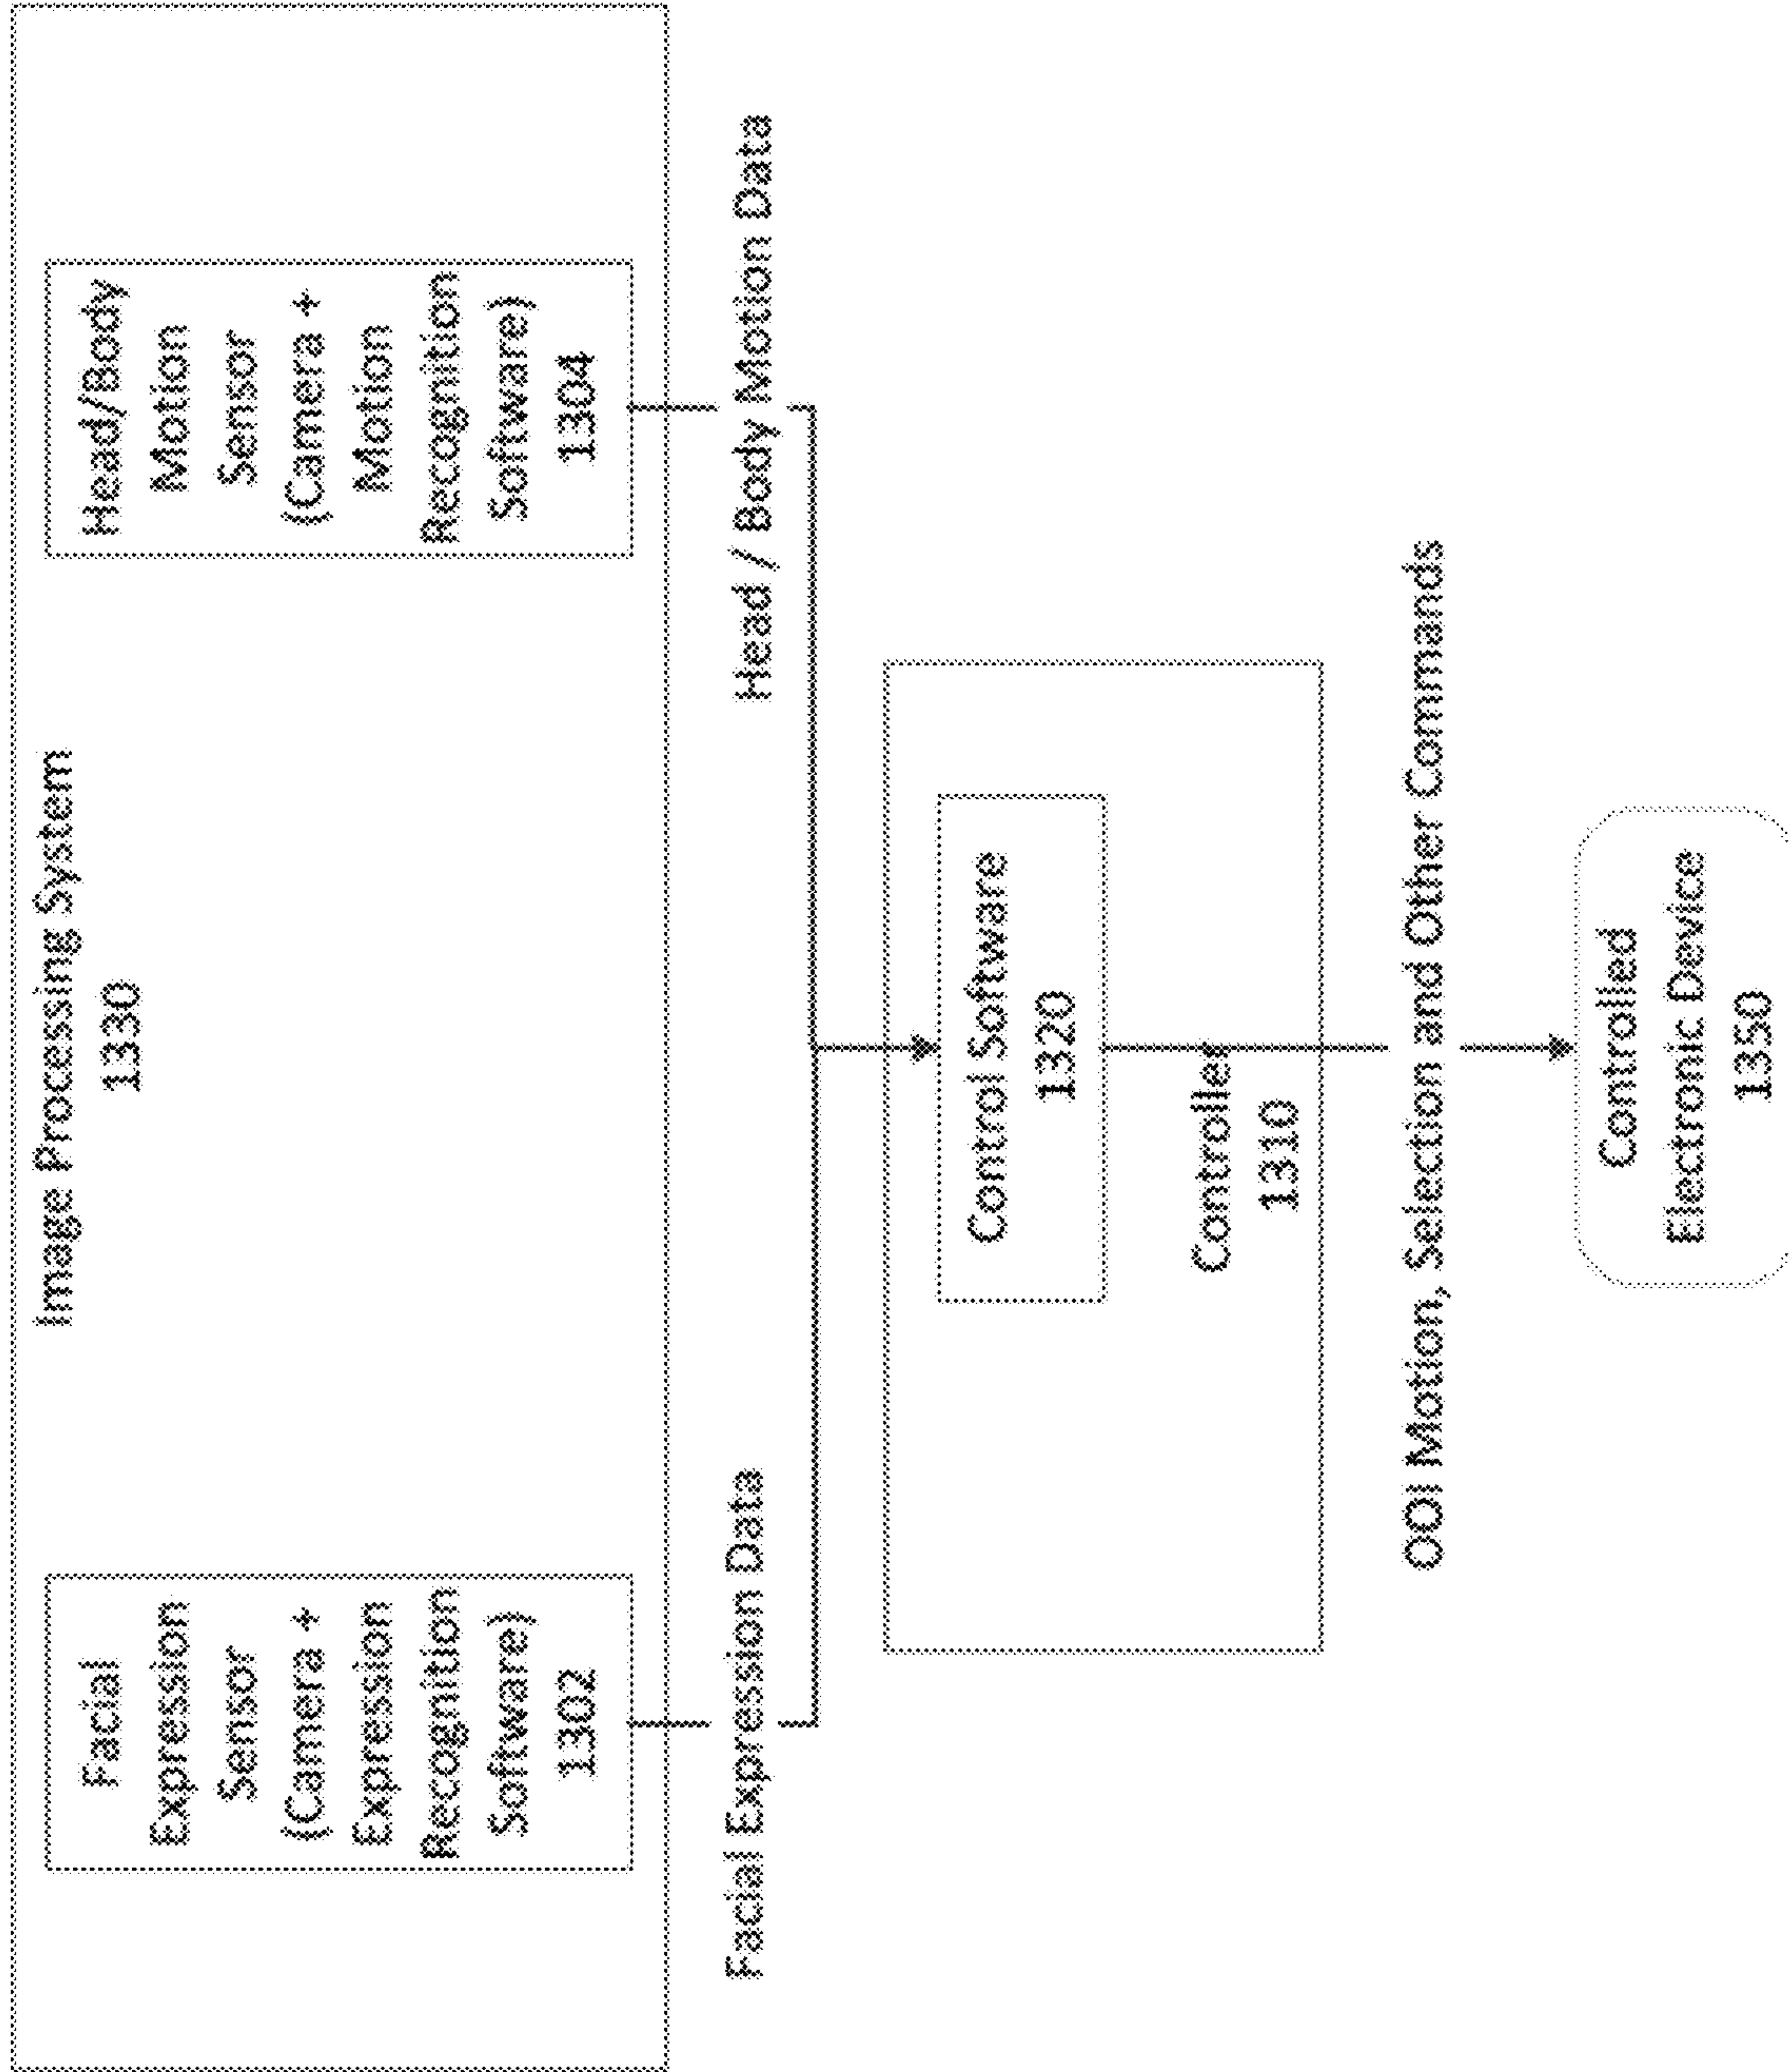 Image Processing System
1330
Facial
Expression
Sensor
(Camera +
Expression
Recognition
Software)
1302
Head/Body
Motion
Sensor
(Camera +
Motion
Recognition
Software)
1304
Facial Expression Data
Head / Body Motion Data
Control Software
1320
Controller
1310
OOI Motion, Selection and Other Commands
Controlled
Electronic Device
1350